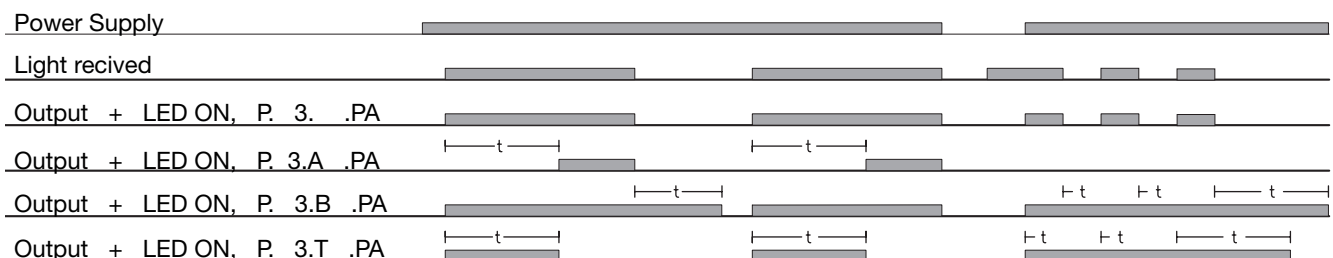 Power Supply
Light recived
Output + LED ON, P. 3. .PA
t t
Output + LED ON, P. 3.A .PA
t t t t
Output + LED ON, P. 3.B .PA
t t t t t
Output + LED ON, P. 3.T .PA